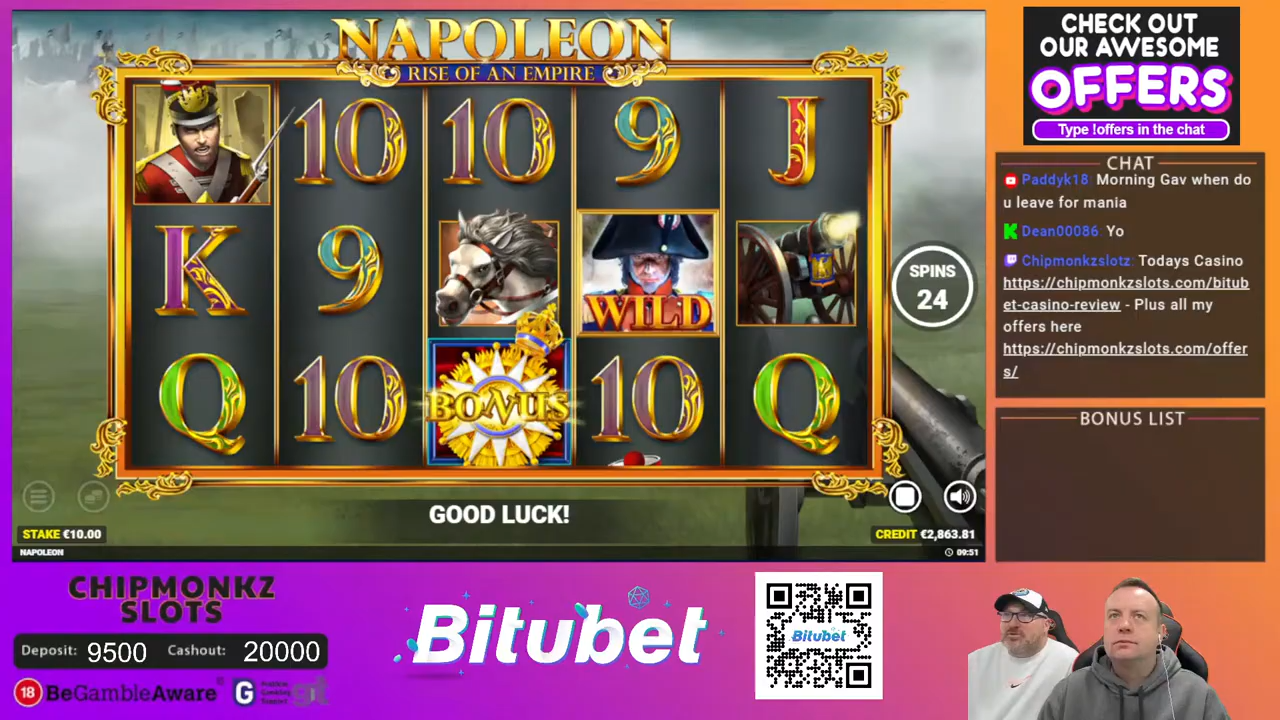 NAPOLEON
RISE OF AN EMPIRE
10
10
9
J
K
9
WILD
Q
10
BONUS
10
Q
SPINS
24
GOOD LUCK!
STAKE €10.00
CREDIT €2,863.81
NAPOLEON
09:51
CHECK OUT
OUR AWESOME
OFFERS
Type !offers in the chat
CHAT
Paddyk18: Morning Gav when do
u leave for mania
Dean00086: Yo
Chipmonkzslotz: Todays Casino
https://chipmonkzslots.com/bitub
et-casino-review - Plus all my
offers here
https://chipmonkzslots.com/offer
s/
BONUS LIST
CHIPMONKZ
SLOTS
Deposit: 9500 Cashout: 20000
18 BeGambleAware
Bitubet
Bitubet